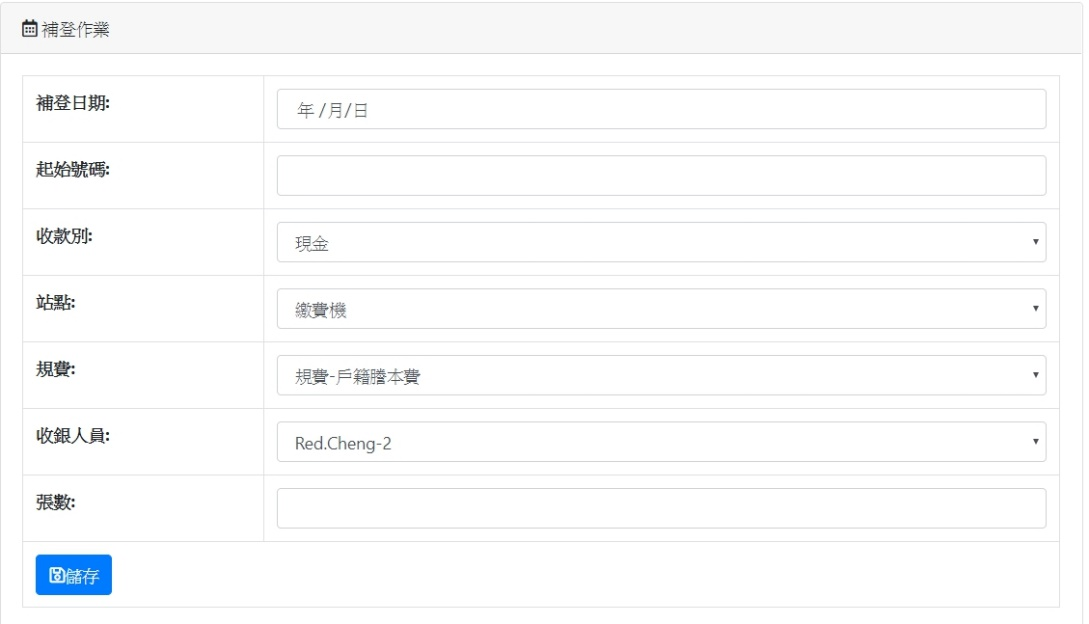 補登作業
補登日期: 年 /月/日
起始號碼:
收款別: 現金
站點: 繳費機
規費: 規費-戶籍謄本費
收銀人員: Red.Cheng-2
張數:
儲存